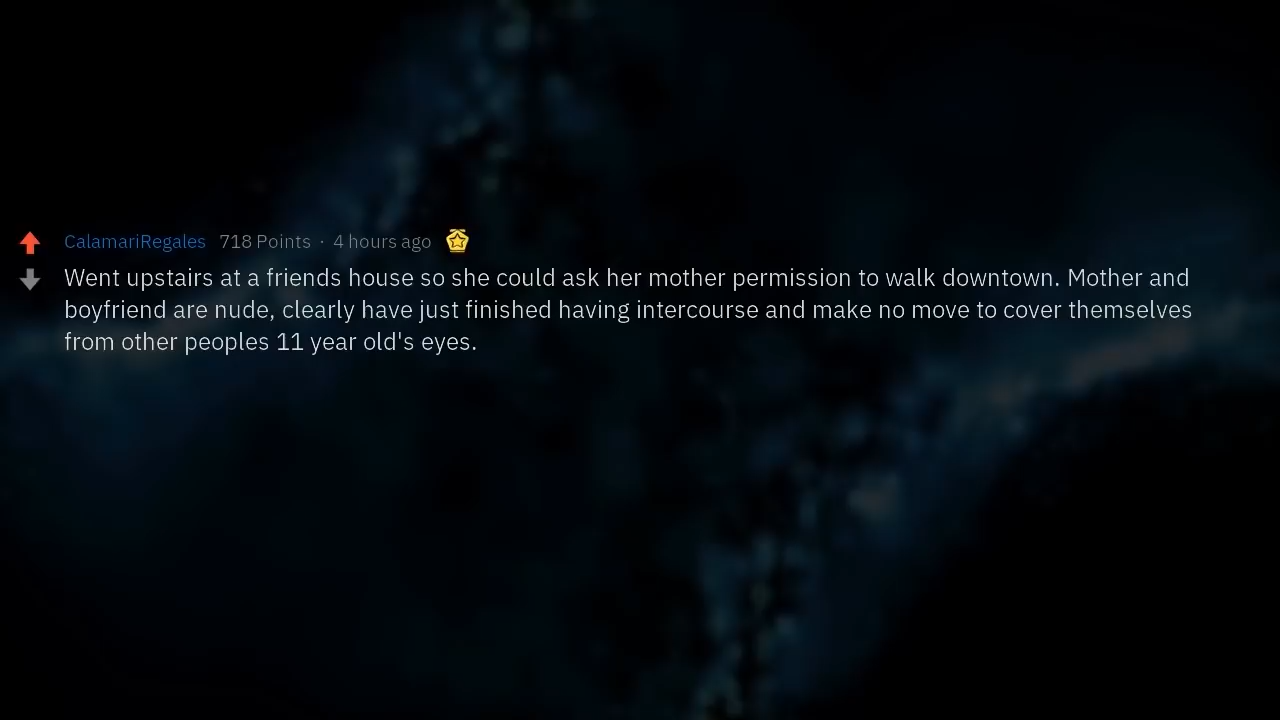 CalamariRegales 718 Points · 4 hours ago
Went upstairs at a friends house so she could ask her mother permission to walk downtown. Mother and
boyfriend are nude, clearly have just finished having intercourse and make no move to cover themselves
from other peoples 11 year old's eyes.